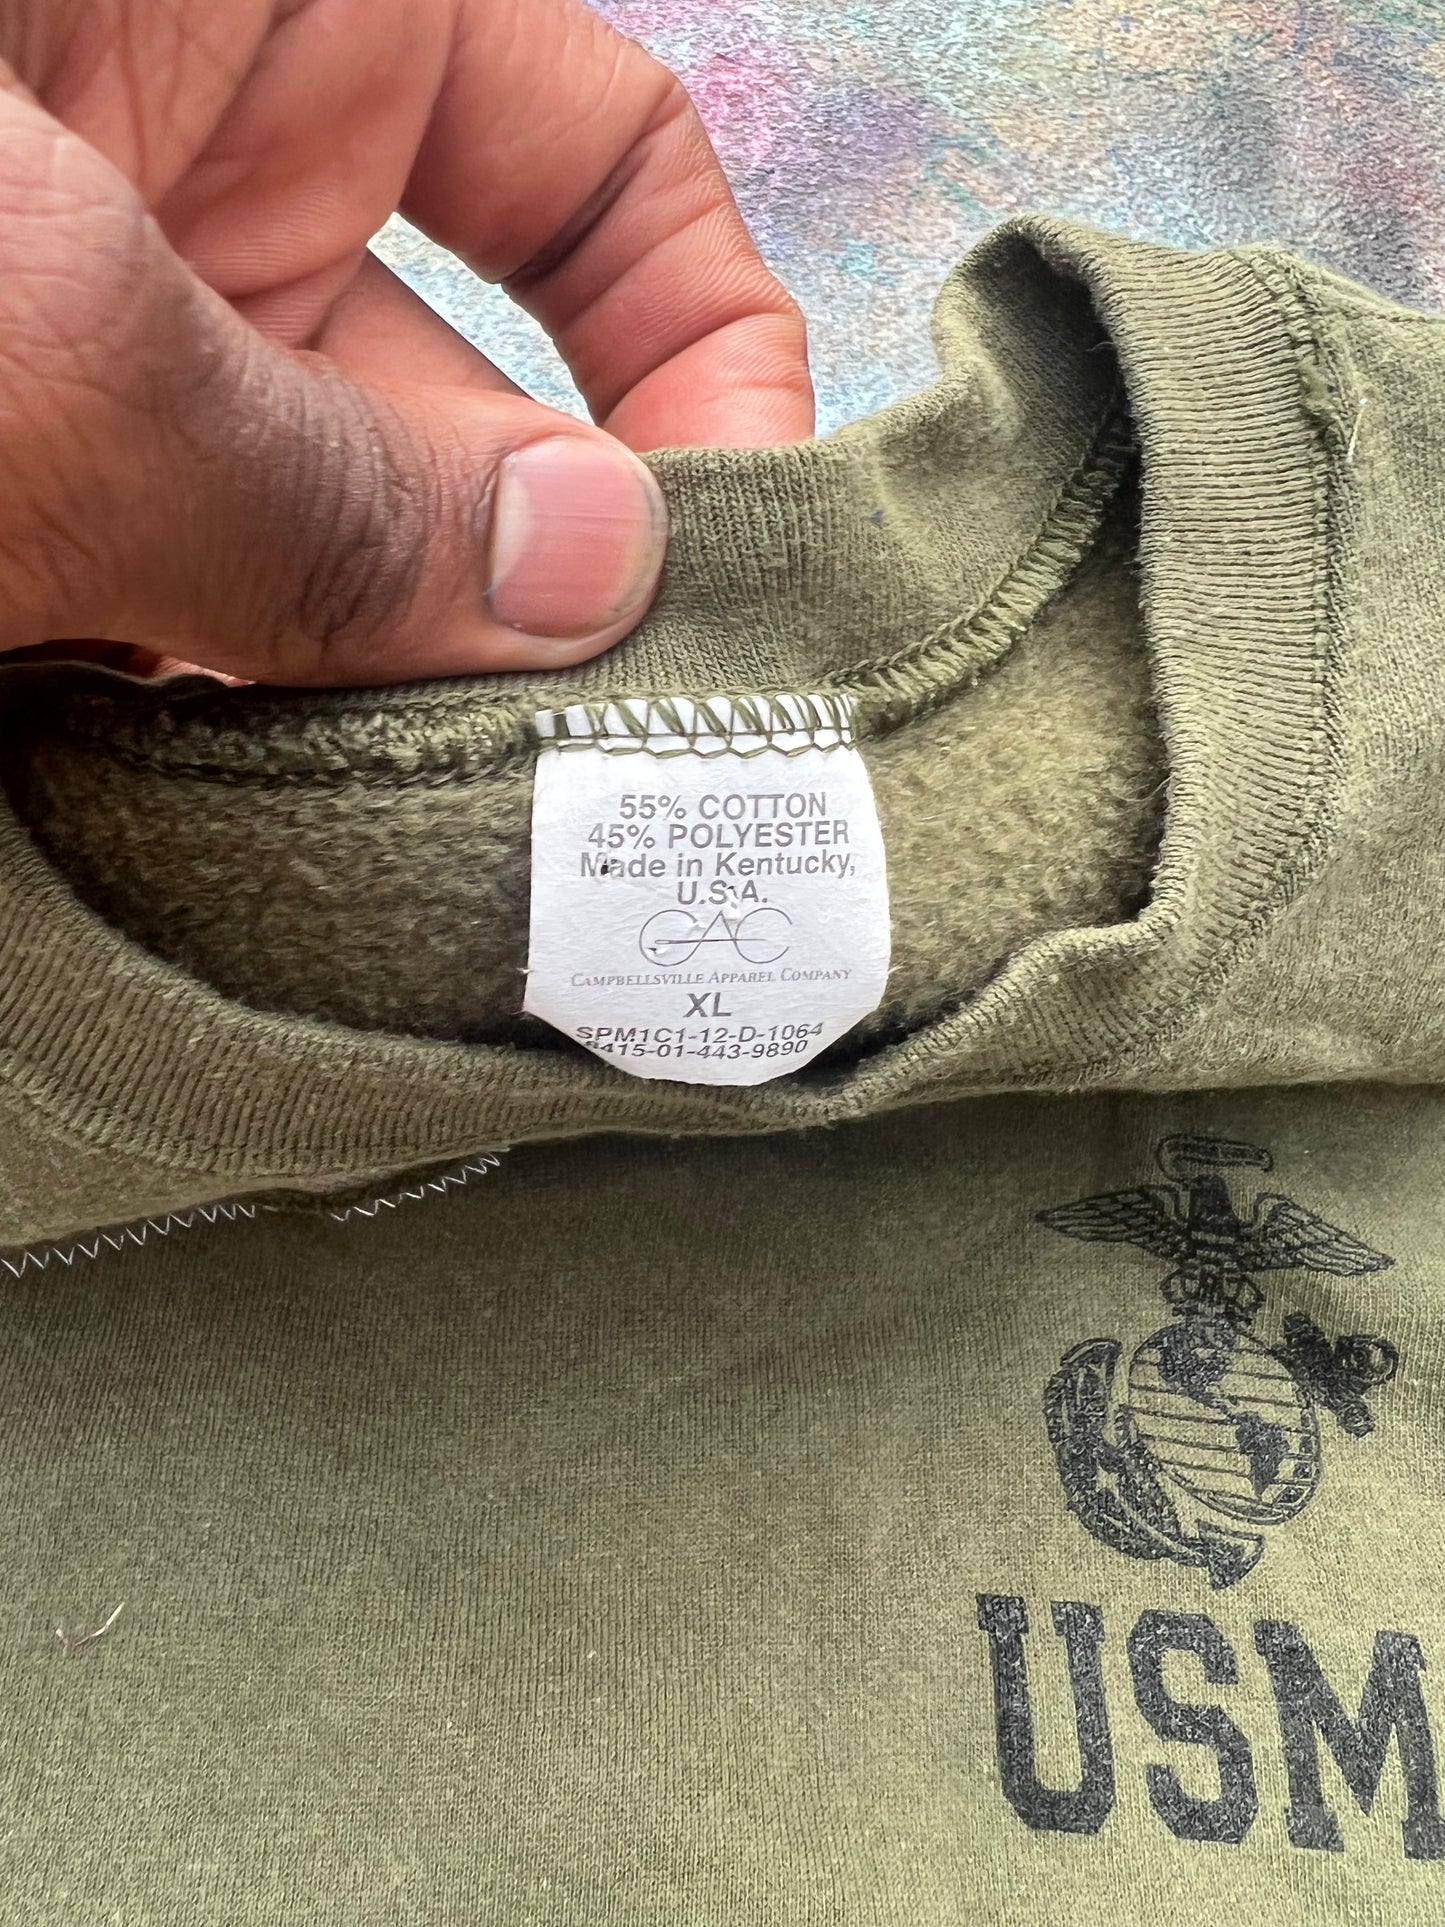 55% COTTON
45% POLYESTER
Made in Kentucky,
U.S.A.
CAC
CAMPBELLSVILLE APPAREL COMPANY
XL
SPM1C1-12-D-1064
8415-01-443-9890
USM